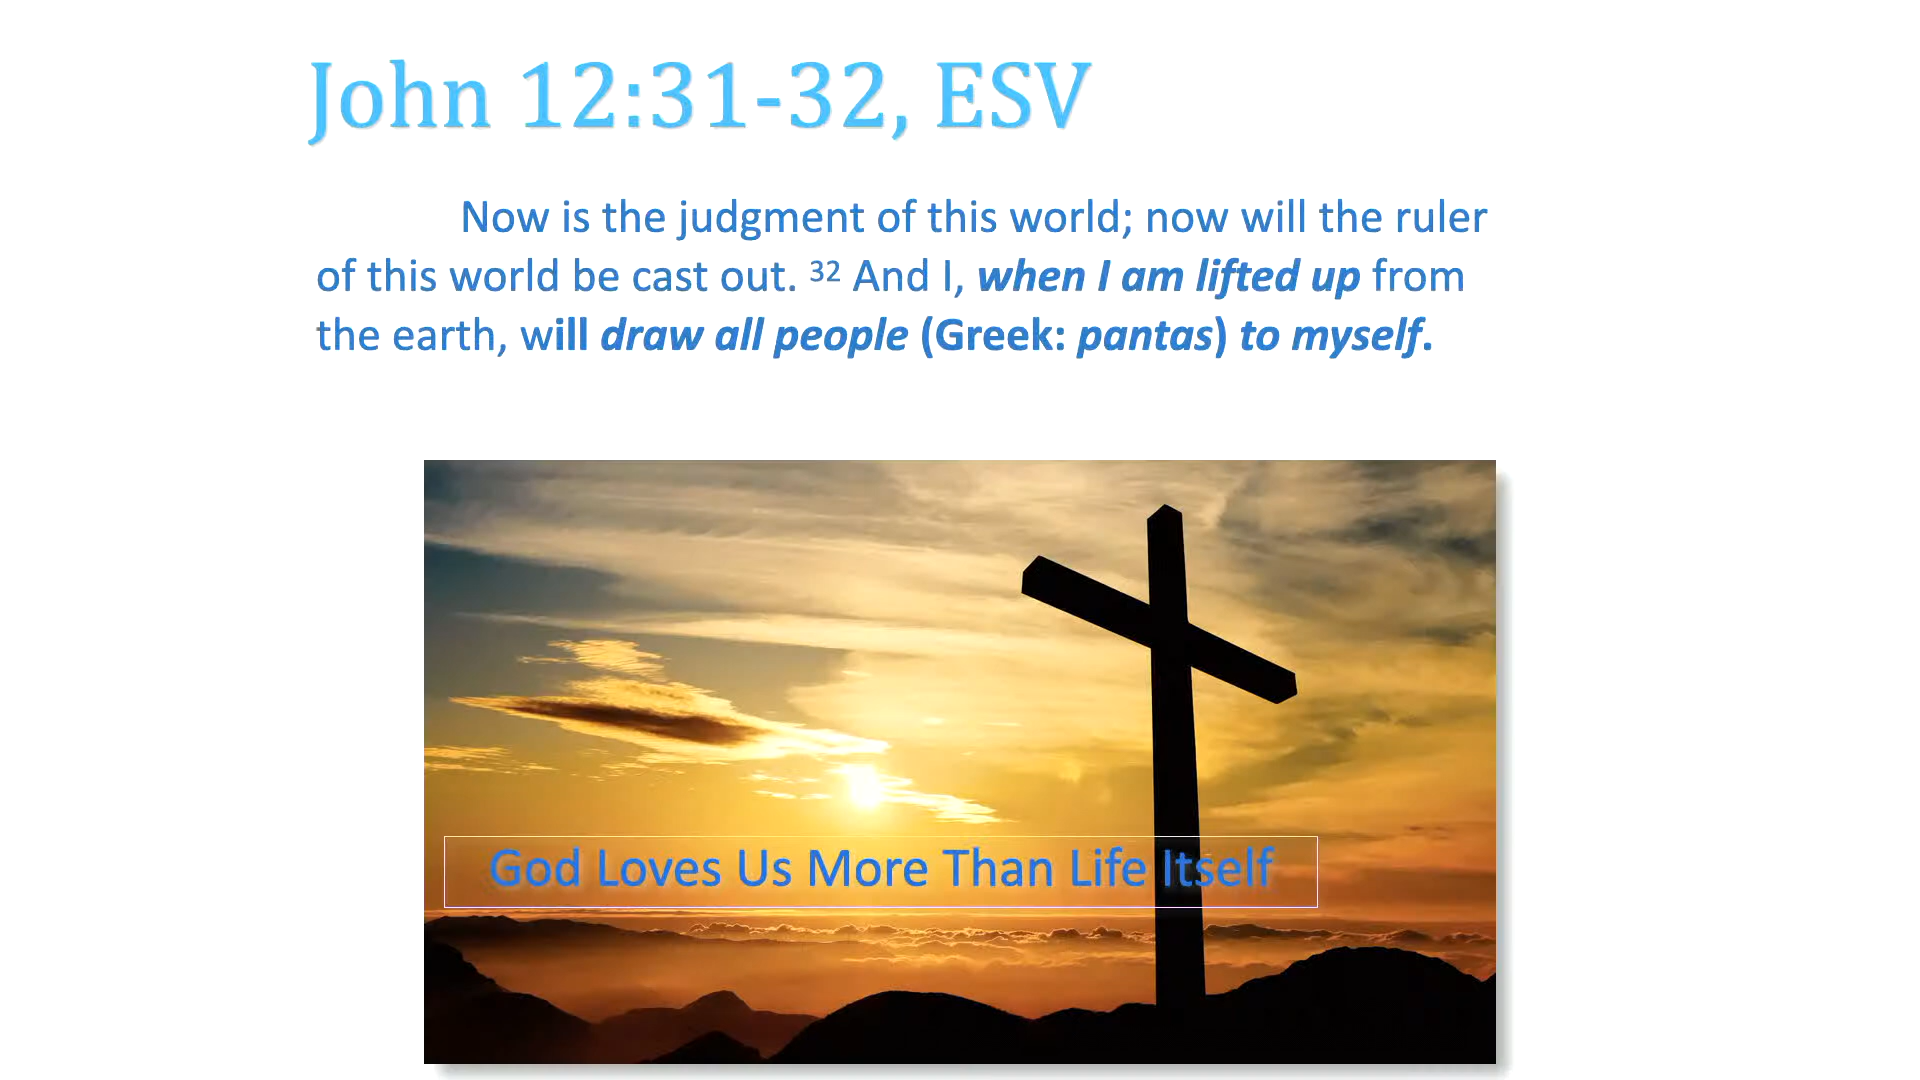 John 12:31-32, ESV
Now is the judgment of this world; now will the ruler
of this world be cast out. 32 And I, when I am lifted up from
the earth, will draw all people (Greek: pantas) to myself.
God Loves Us More Than Life Itself